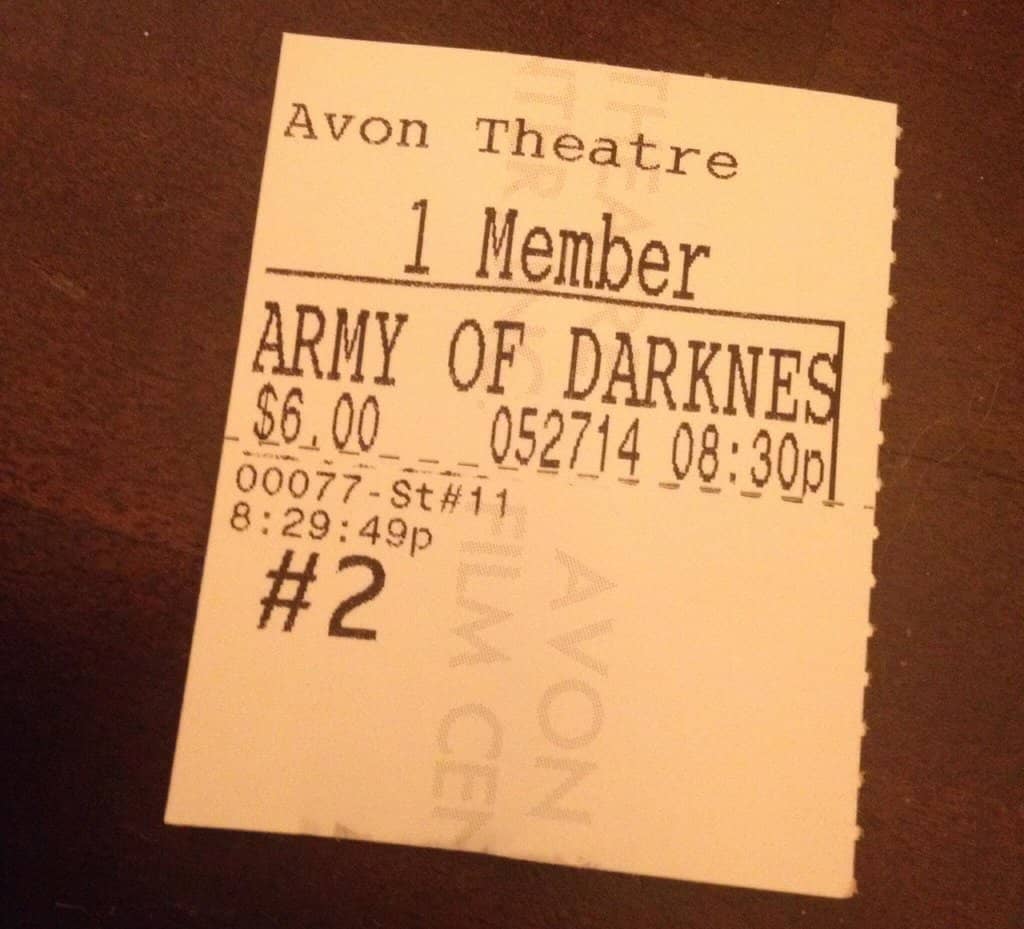 Avon Theatre
1 Member
ARMY OF DARKNES
$6.00 052714 08:30p
00077-St#11
8:29:49p
#2
AVON
FILM CEN